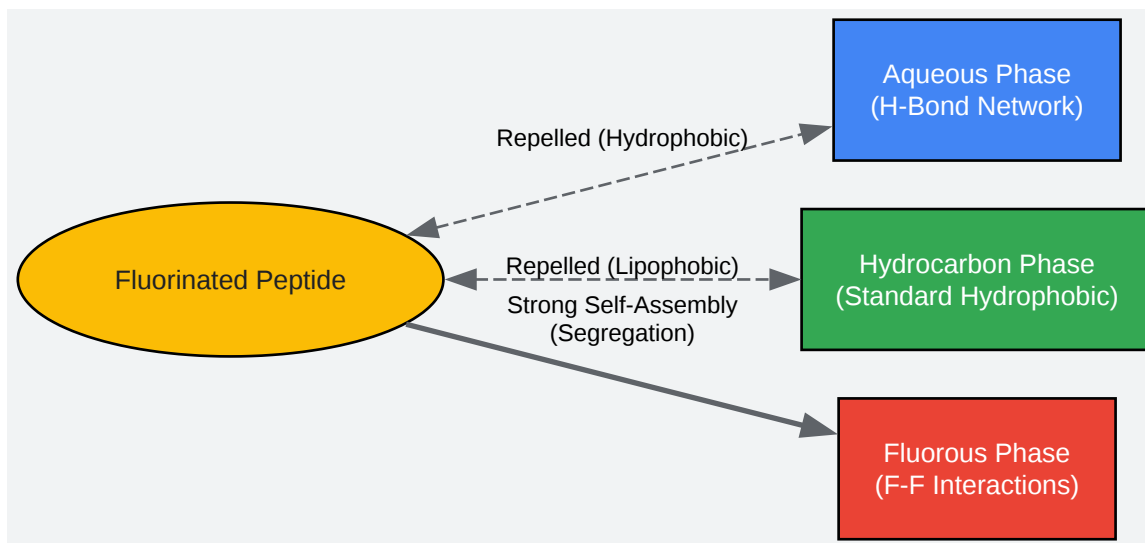 Aqueous Phase
(H-Bond Network)
Repelled (Hydrophobic)
Fluorinated Peptide
Repelled (Lipophobic)
Hydrocarbon Phase
(Standard Hydrophobic)
Strong Self-Assembly
(Segregation)
Fluorous Phase
(F-F Interactions)